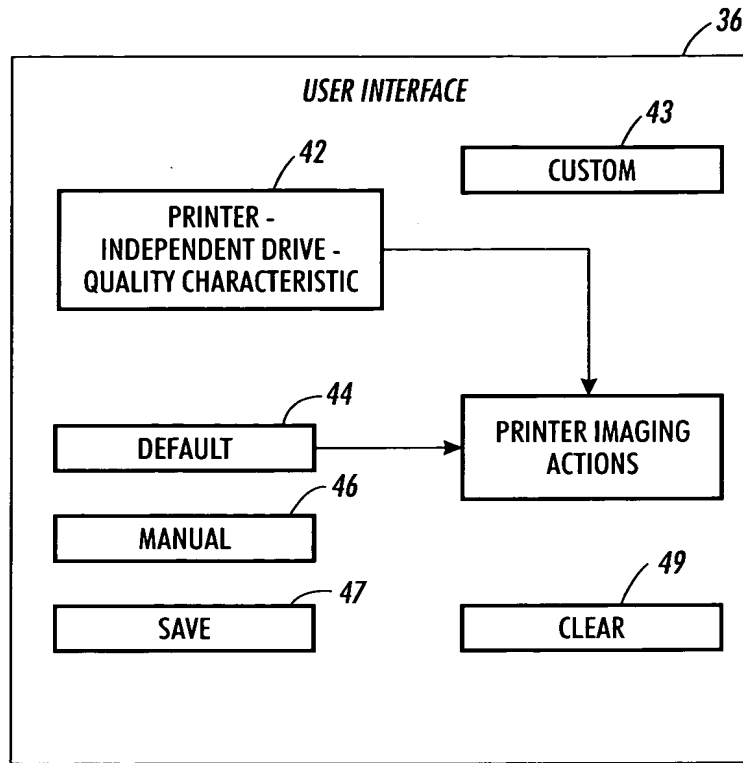 36
USER INTERFACE
43
CUSTOM
42
PRINTER -
INDEPENDENT DRIVE -
QUALITY CHARACTERISTIC
44
DEFAULT
PRINTER IMAGING
ACTIONS
46
MANUAL
47
SAVE
49
CLEAR